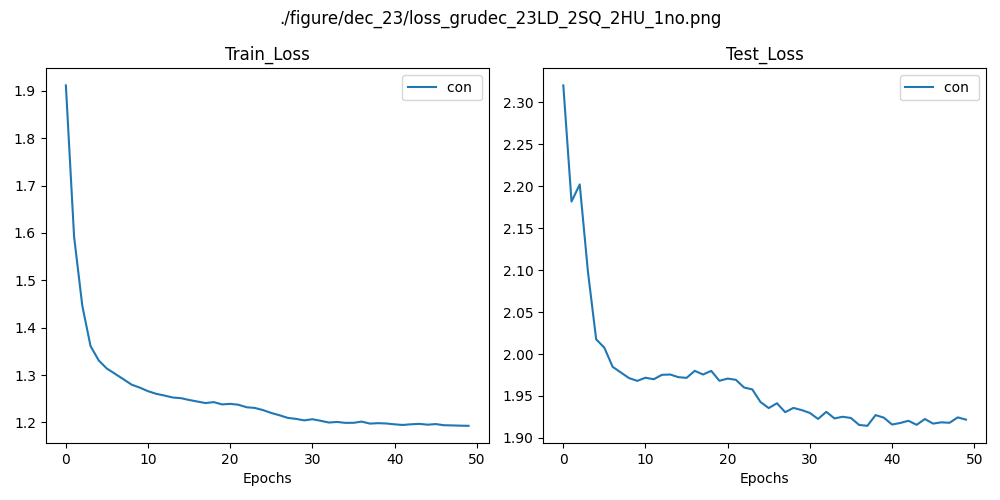 ./figure/dec_23/loss_grudec_23LD_2SQ_2HU_1no.png
Train_Loss
con
1.9
1.8
1.7
1.6
1.5
1.4
1.3
1.2
0 10 20 30 40 50
Epochs
Test_Loss
con
2.30
2.25
2.20
2.15
2.10
2.05
2.00
1.95
1.90
0 10 20 30 40 50
Epochs